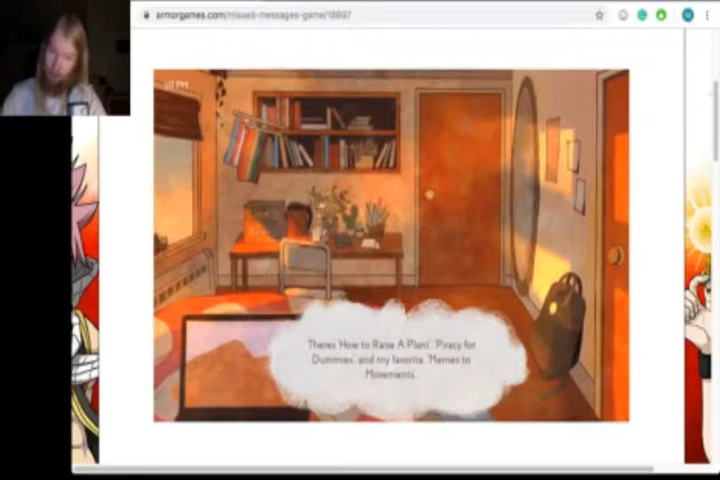 armorgames.com/missed-messages-game/18897
There's 'How to Raise A Plant', 'Piracy for
Dummies', and my favorite, 'Memes to
Movements'.